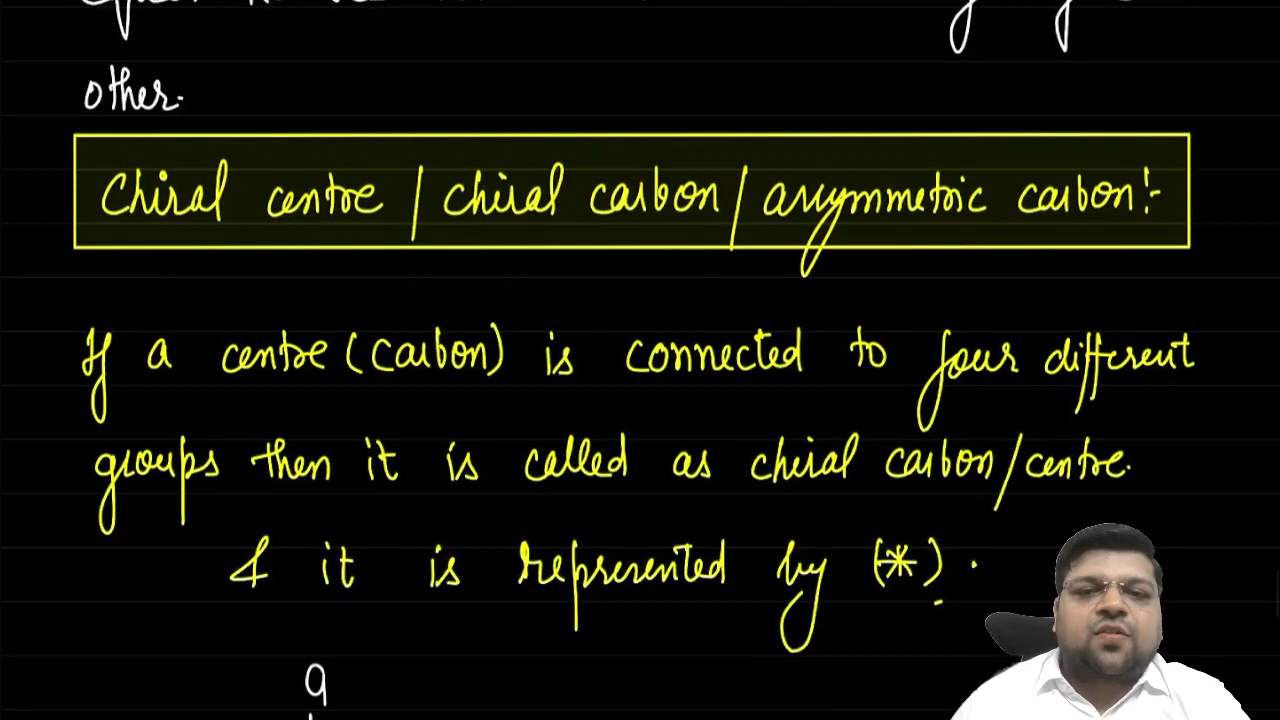 other.
Chiral centre / chiral carbon / asymmetric carbon :-
If a centre (carbon) is connected to four different
groups then it is called as chiral carbon/centre.
& it is represented by (*).
a